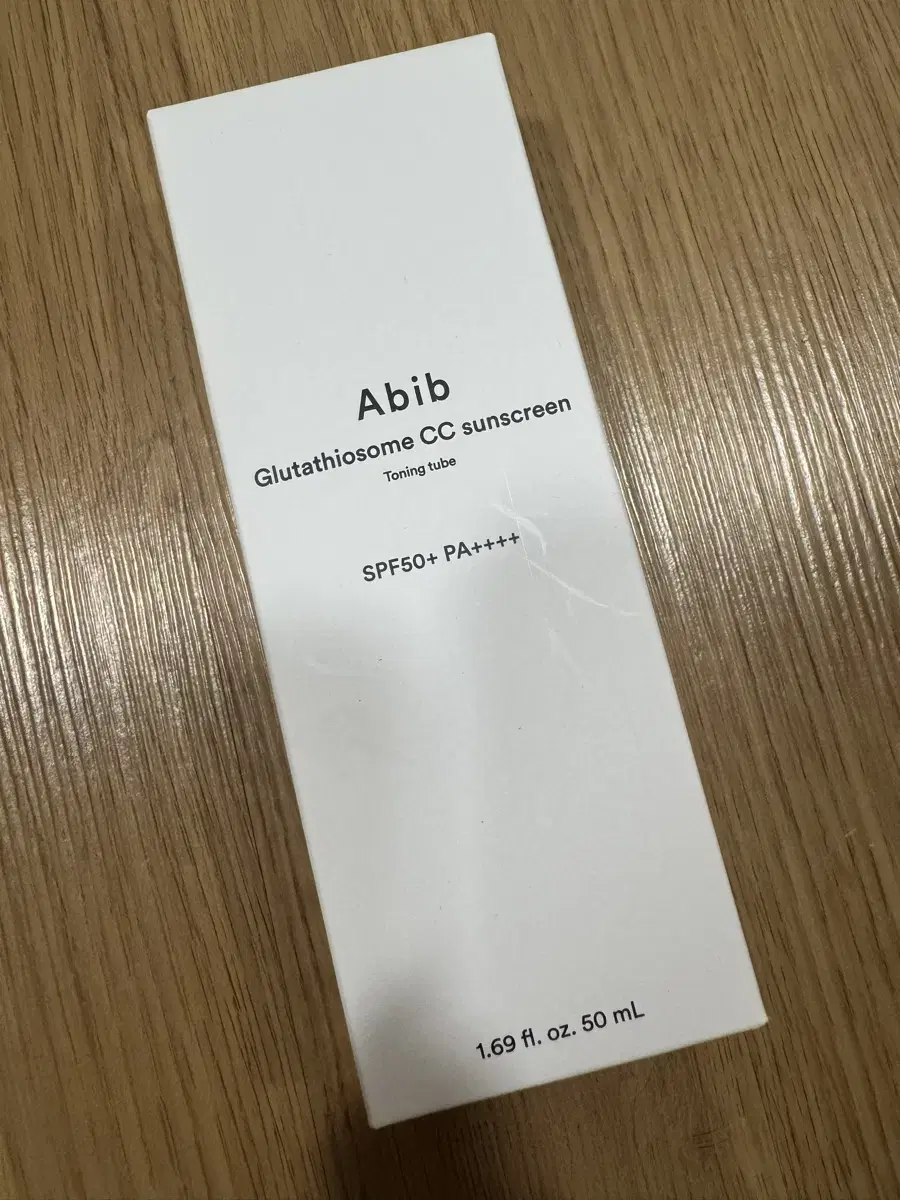 Abib
Glutathiosome CC sunscreen
Toning tube
SPF50+ PA++++
1.69 fl. oz. 50 mL